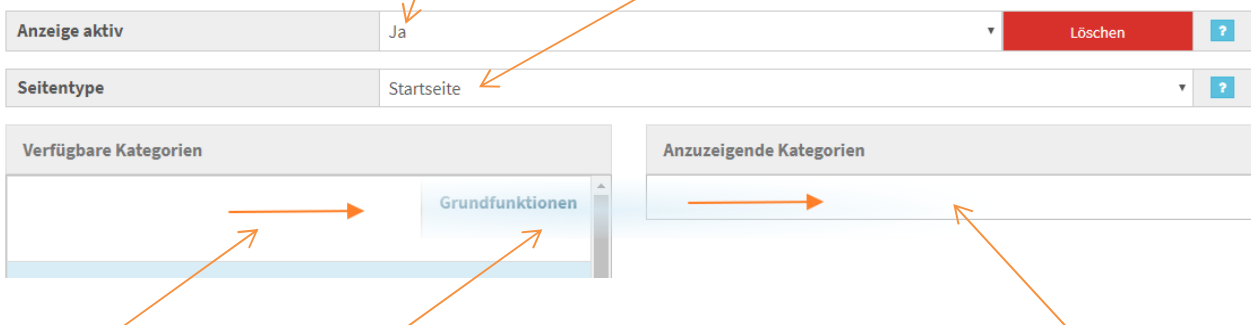 Anzeige aktiv Ja Löschen ?
Seitentype Startseite ?
Verfügbare Kategorien Anzuzeigende Kategorien
Grundfunktionen